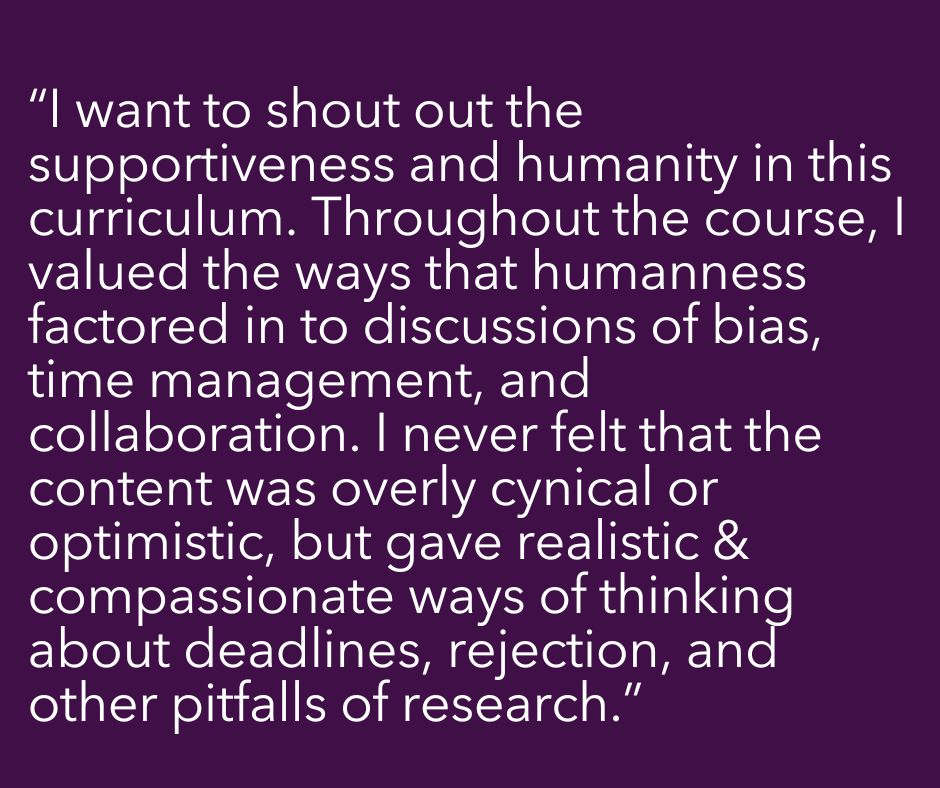 “I want to shout out the
supportiveness and humanity in this
curriculum. Throughout the course, I
valued the ways that humanness
factored in to discussions of bias,
time management, and
collaboration. I never felt that the
content was overly cynical or
optimistic, but gave realistic &
compassionate ways of thinking
about deadlines, rejection, and
other pitfalls of research.”